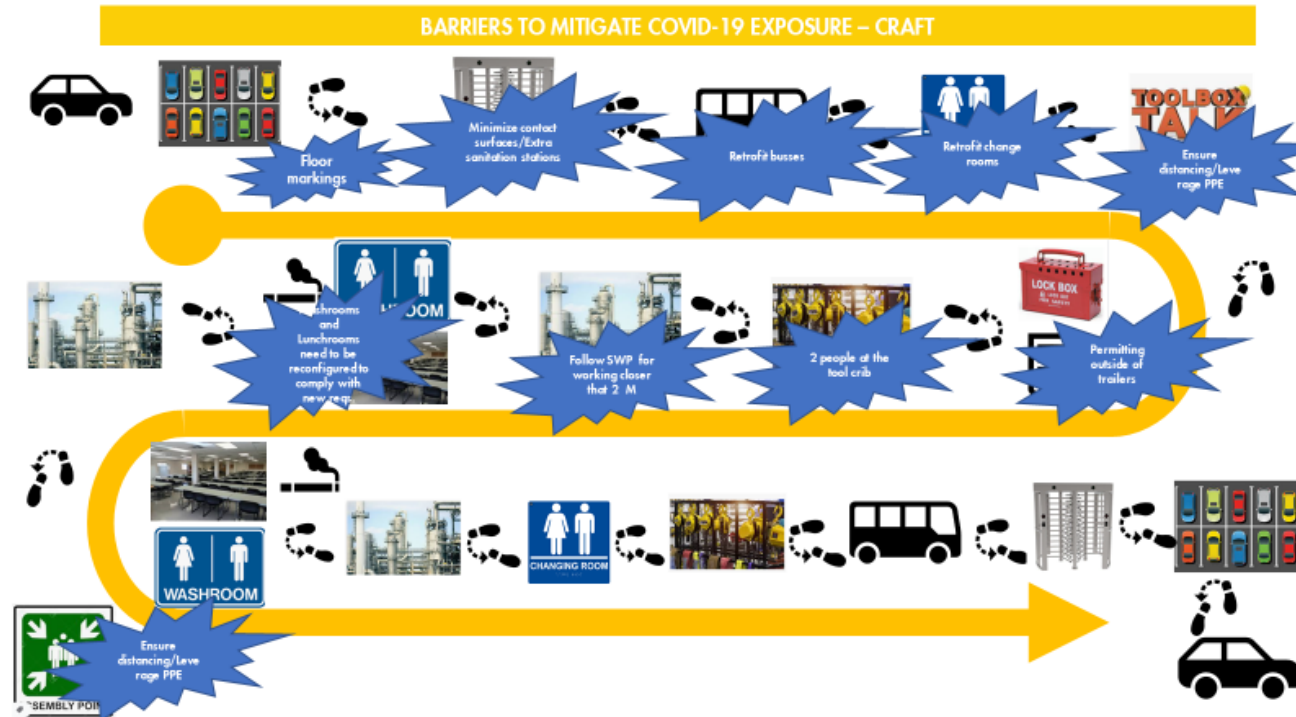 BARRIERS TO MITIGATE COVID-19 EXPOSURE – CRAFT
TOOLBOX
TALK
Floor
markings
Minimize contact
surfaces/Extra
sanitation stations
Retrofit busses
Retrofit change
rooms
Ensure
distancing/Leve
rage PPE
and
Lunchrooms
need to be
reconfigured to
comply with
new reqs.
Follow SWP for
working closer
that 2 M
2 people at the
tool crib
LOCK BOX
Permitting
outside of
trailers
WASHROOM
CHANGING ROOM
Ensure
distancing/Leve
rage PPE